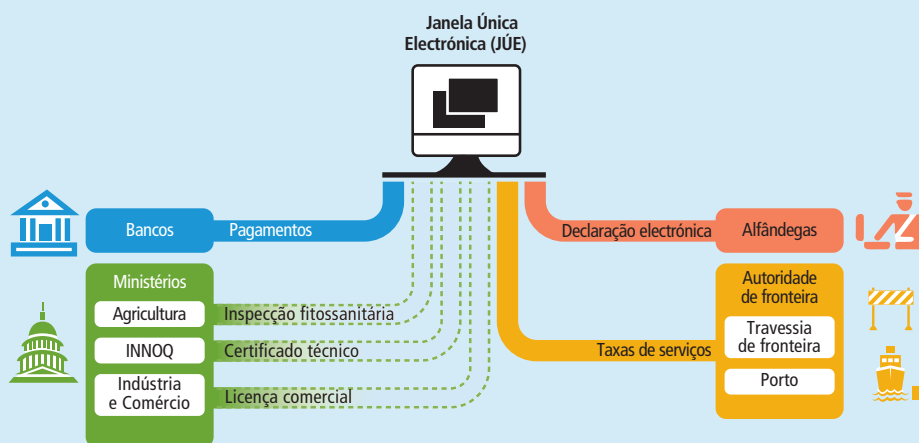 Janela Única
Electrónica (JÚE)
Bancos
Pagamentos
Declaração electrónica
Alfândegas
Ministérios
Agricultura
Inspecção fitossanitária
INNOQ
Certificado técnico
Indústria
e Comércio
Licença comercial
Taxas de serviços
Autoridade
de fronteira
Travessia
de fronteira
Porto